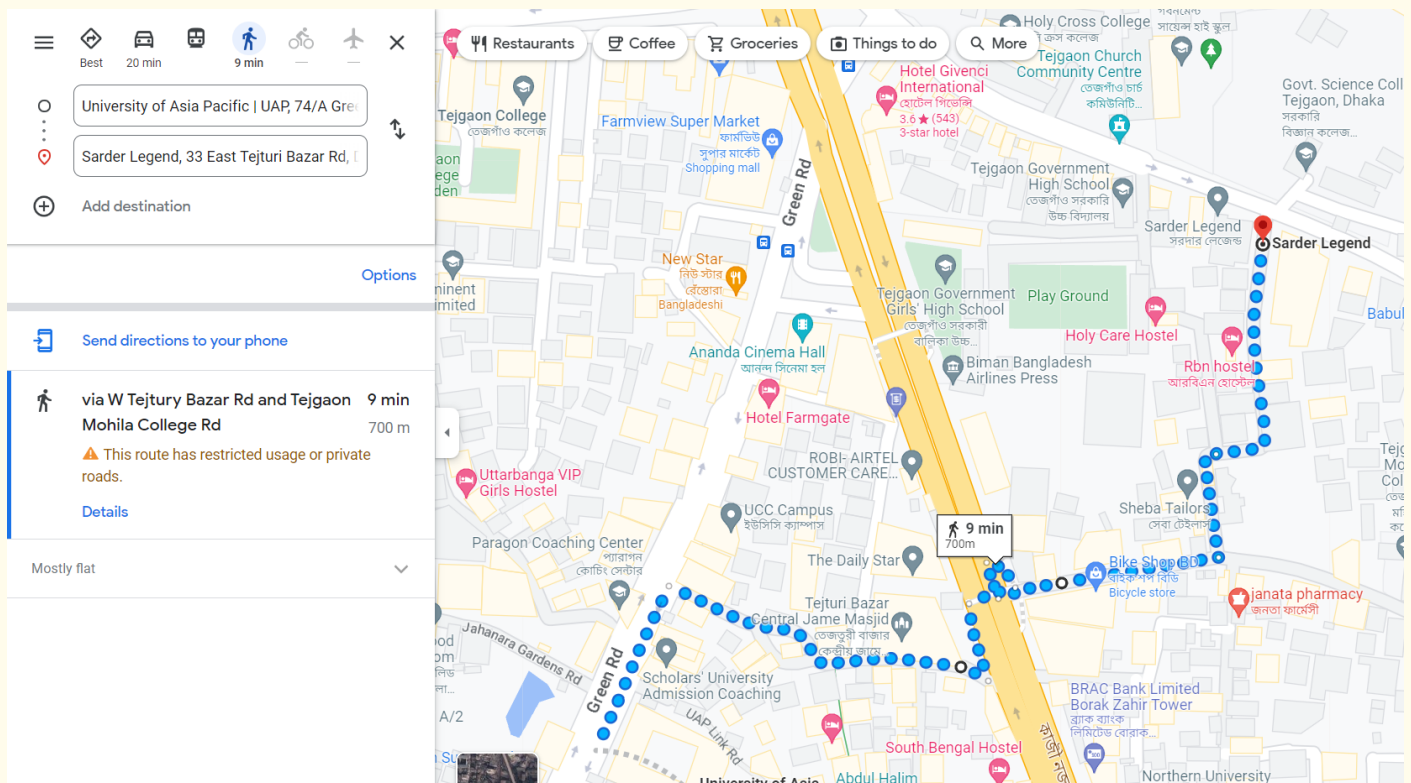 Best
20 min
9 min
University of Asia Pacific | UAP, 74/A Gre
Sarder Legend, 33 East Tejturi Bazar Rd,
Add destination
Options
Send directions to your phone
via W Tejtury Bazar Rd and Tejgaon
Mohila College Rd
9 min
700 m
This route has restricted usage or private
roads.
Details
Mostly flat
Restaurants
Coffee
Groceries
Things to do
More
Holy Cross College
ক্রস কলেজ
সায়েন্স হাই স্কুল
Tejgaon Church
Community Centre
তেজগাঁও চার্চ
কমিউনিটি...
Hotel Givenci
International
হোটেল গিভেন্সি
3.6 ★ (543)
3-star hotel
Govt. Science Coll
Tejgaon, Dhaka
সরকারি
বিজ্ঞান কলেজ...
Tejgaon College
তেজগাঁও কলেজ
Farmview Super Market
ফার্মভিউ
সুপার মার্কেট
Shopping mall
Green Rd
Tejgaon Government
High School
তেজগাঁও সরকারি
উচ্চ বিদ্যালয়
Sarder Legend
সরদার লেজেন্ড
Sarder Legend
New Star
নিউ স্টার
রেঁস্তোরা
Bangladeshi
Tejgaon Government
Girls' High School
তেজগাঁও সরকারী
বালিকা উচ্চ...
Play Ground
Holy Care Hostel
Babul
Ananda Cinema Hall
আনন্দ সিনেমা হল
Biman Bangladesh
Airlines Press
Rbn hostel
আরবিএন হোস্টেল
Hotel Farmgate
ROBI- AIRTEL
CUSTOMER CARE...
Uttarbanga VIP
Girls Hostel
UCC Campus
ইউসিসি ক্যাম্পাস
Sheba Tailors
সেবা টেইলার্স
9 min
700m
Paragon Coaching Center
প্যারাগন
কোচিং সেন্টার
The Daily Star
Bike Shop BD
বাইক শপ বিডি
Bicycle store
Janata pharmacy
জনতা ফার্মেসী
Tejturi Bazar
Central Jame Masjid
তেজতুরী বাজার
কেন্দ্রীয় জামে...
Jahanara Gardens Rd
Green Rd
Scholars' University
Admission Coaching
UAP Link Rd
A/2
BRAC Bank Limited
Borak Zahir Tower
ব্র্যাক ব্যাংক
লিমিটেড বোরাক...
South Bengal Hostel
Abdul Halim
University of Asia
Northern University